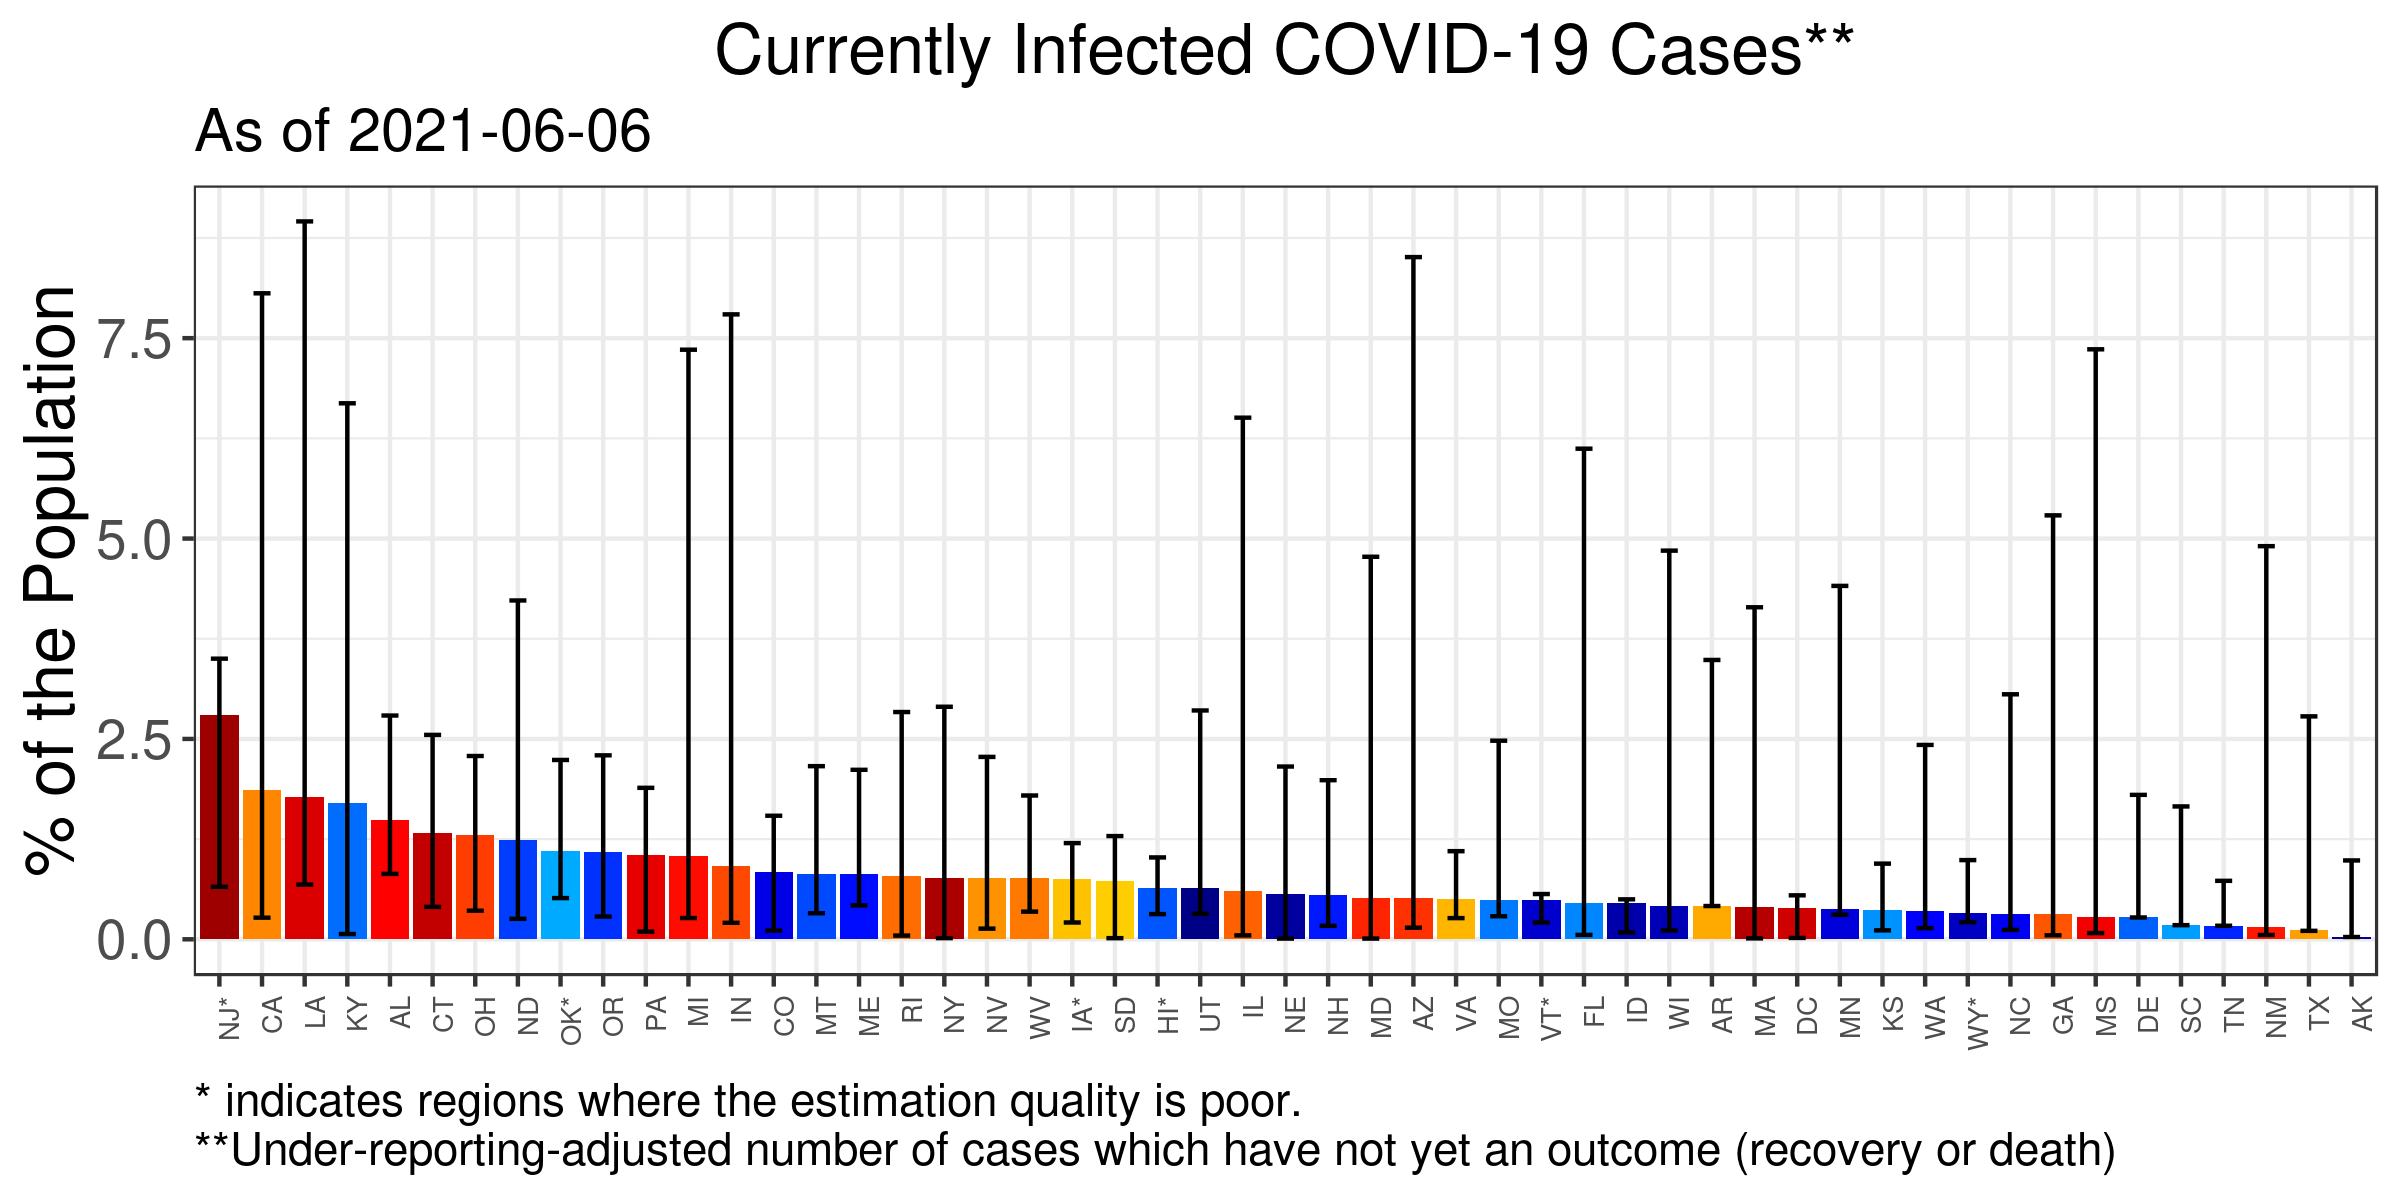 Currently Infected COVID-19 Cases**
As of 2021-06-06
% of the Population
7.5
5.0
2.5
0.0
NJ* CA LA KY AL CT OH ND OK* OR PA MI IN CO MT ME RI NY NV WV IA* SD HI* UT IL NE NH MD AZ VA MO VT* FL ID WI AR MA DC MN KS WA WY* NC GA MS DE SC TN NM TX AK
* indicates regions where the estimation quality is poor.
**Under-reporting-adjusted number of cases which have not yet an outcome (recovery or death)